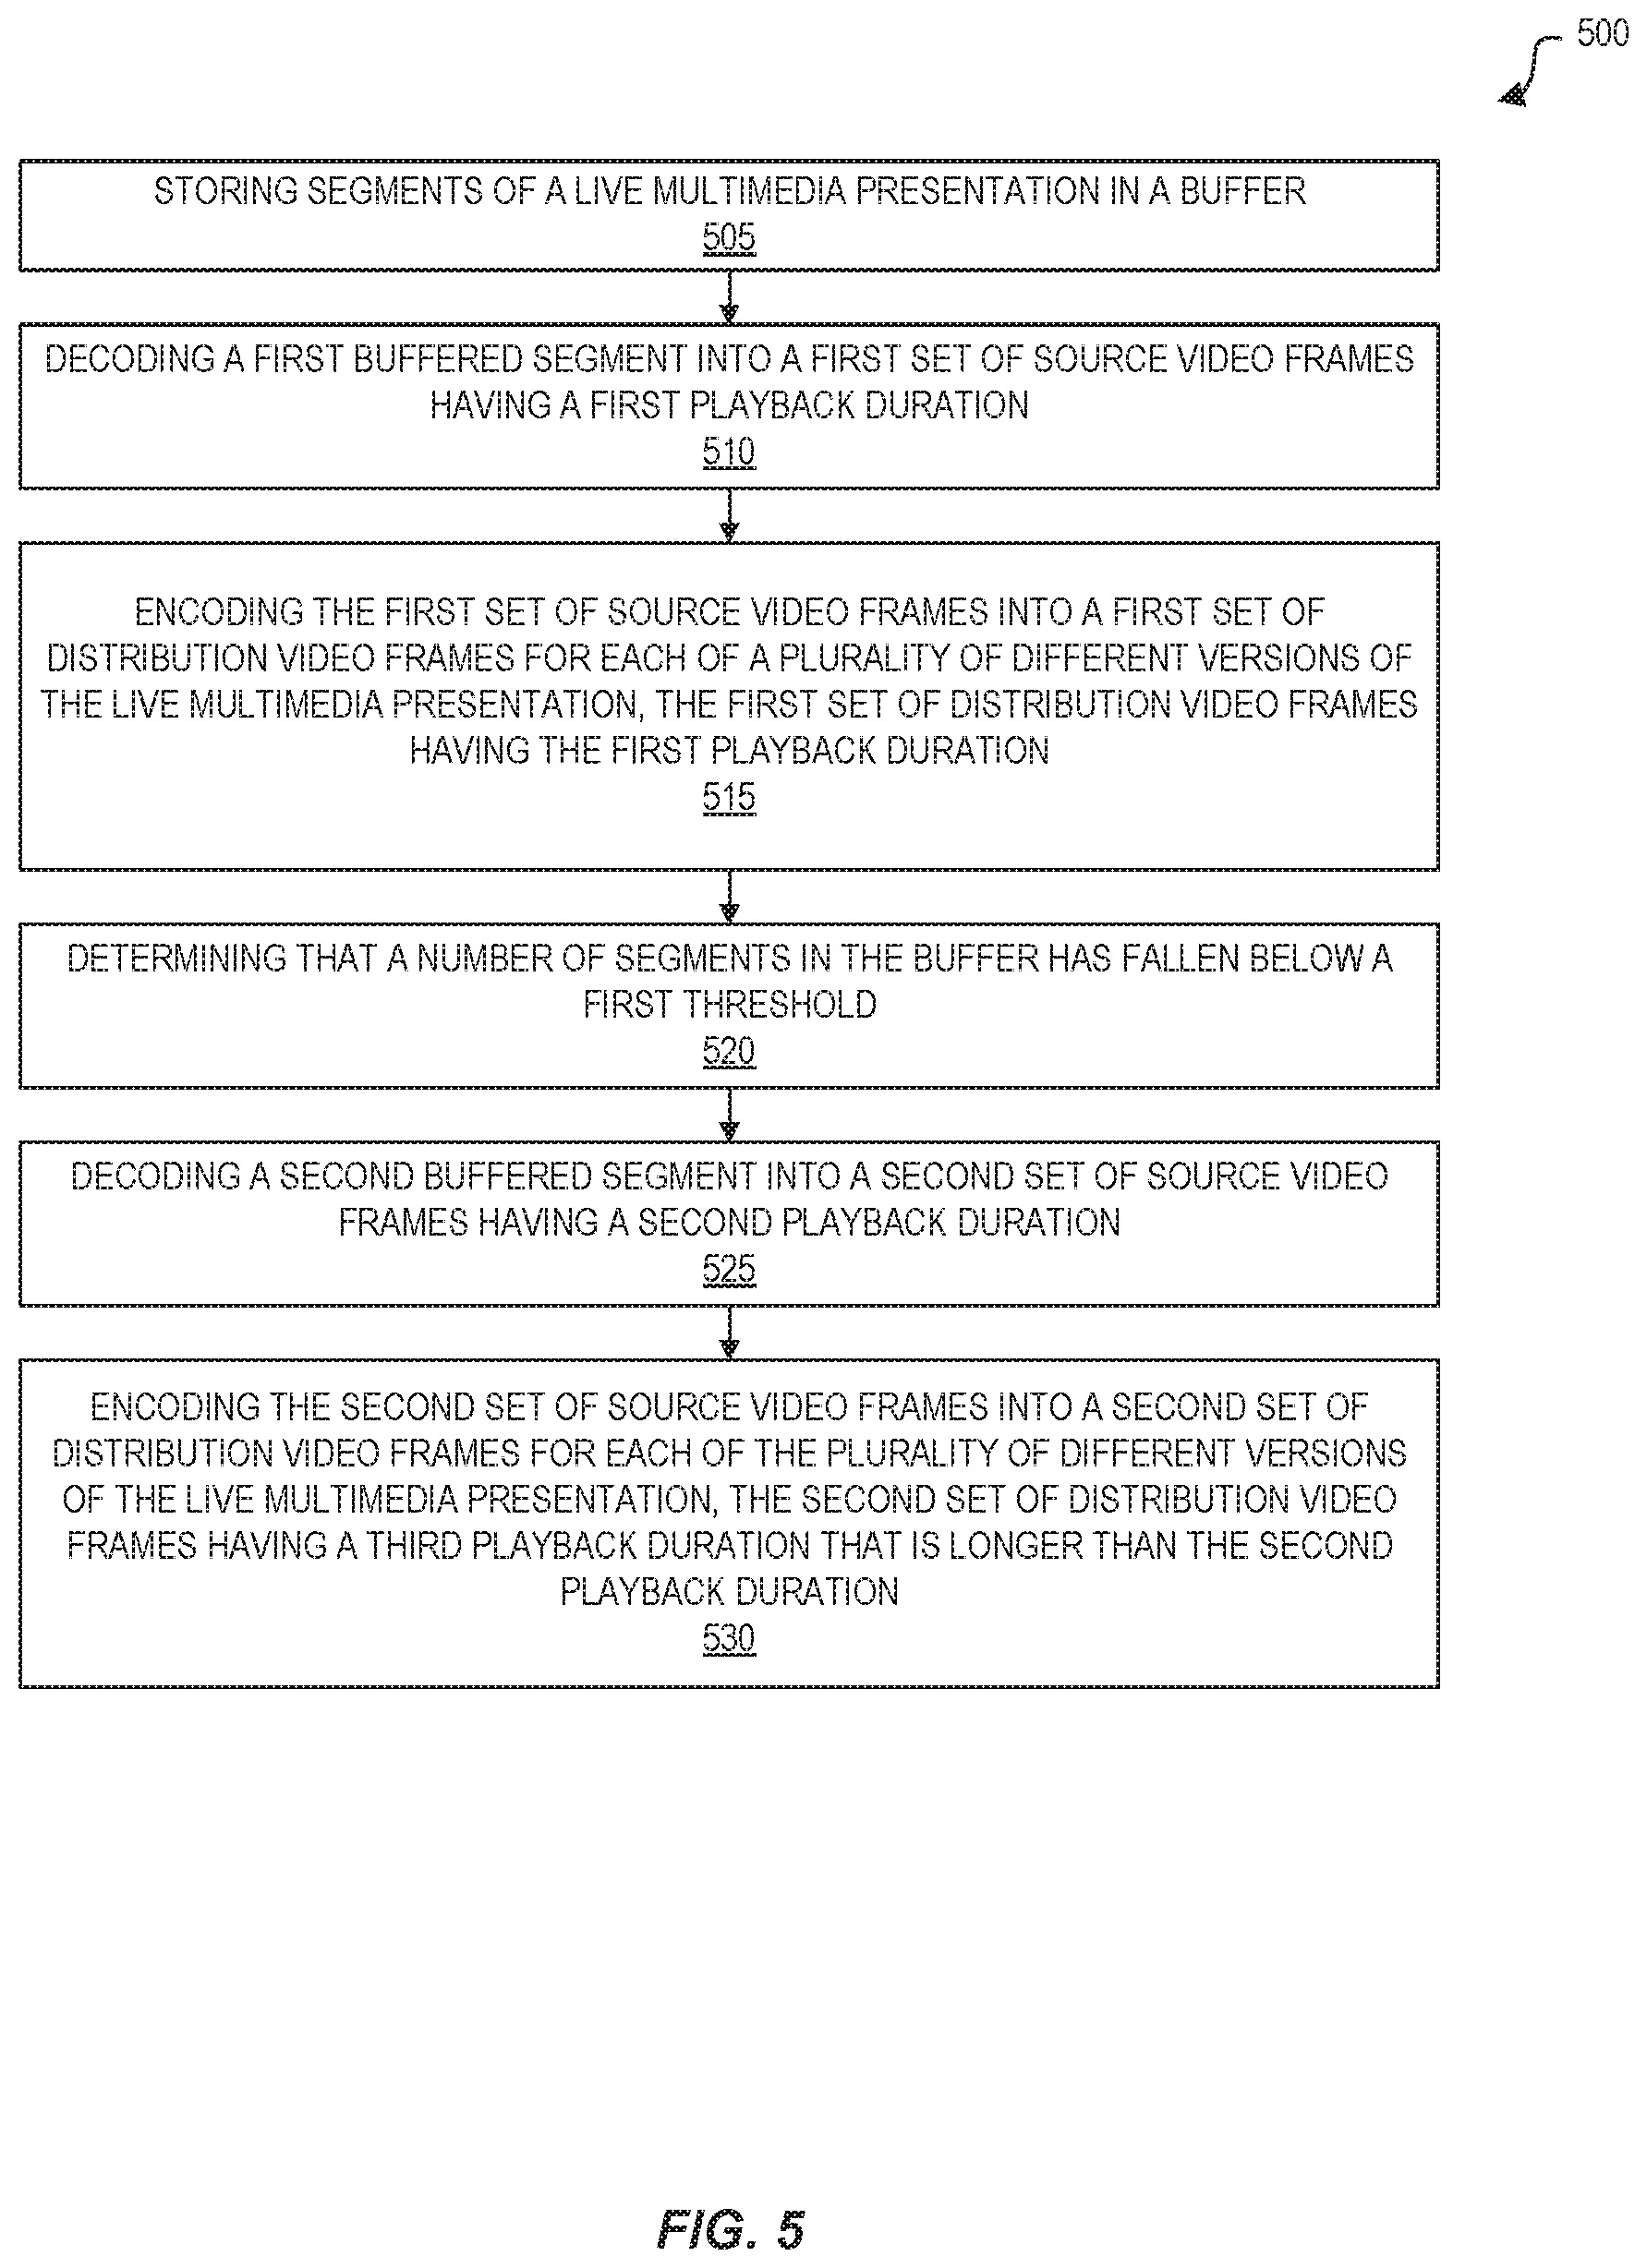 500
STORING SEGMENTS OF A LIVE MULTIMEDIA PRESENTATION IN A BUFFER
505
DECODING A FIRST BUFFERED SEGMENT INTO A FIRST SET OF SOURCE VIDEO FRAMES
HAVING A FIRST PLAYBACK DURATION
510
ENCODING THE FIRST SET OF SOURCE VIDEO FRAMES INTO A FIRST SET OF
DISTRIBUTION VIDEO FRAMES FOR EACH OF A PLURALITY OF DIFFERENT VERSIONS OF
THE LIVE MULTIMEDIA PRESENTATION, THE FIRST SET OF DISTRIBUTION VIDEO FRAMES
HAVING THE FIRST PLAYBACK DURATION
515
DETERMINING THAT A NUMBER OF SEGMENTS IN THE BUFFER HAS FALLEN BELOW A
FIRST THRESHOLD
520
DECODING A SECOND BUFFERED SEGMENT INTO A SECOND SET OF SOURCE VIDEO
FRAMES HAVING A SECOND PLAYBACK DURATION
525
ENCODING THE SECOND SET OF SOURCE VIDEO FRAMES INTO A SECOND SET OF
DISTRIBUTION VIDEO FRAMES FOR EACH OF THE PLURALITY OF DIFFERENT VERSIONS
OF THE LIVE MULTIMEDIA PRESENTATION, THE SECOND SET OF DISTRIBUTION VIDEO
FRAMES HAVING A THIRD PLAYBACK DURATION THAT IS LONGER THAN THE SECOND
PLAYBACK DURATION
530
FIG. 5